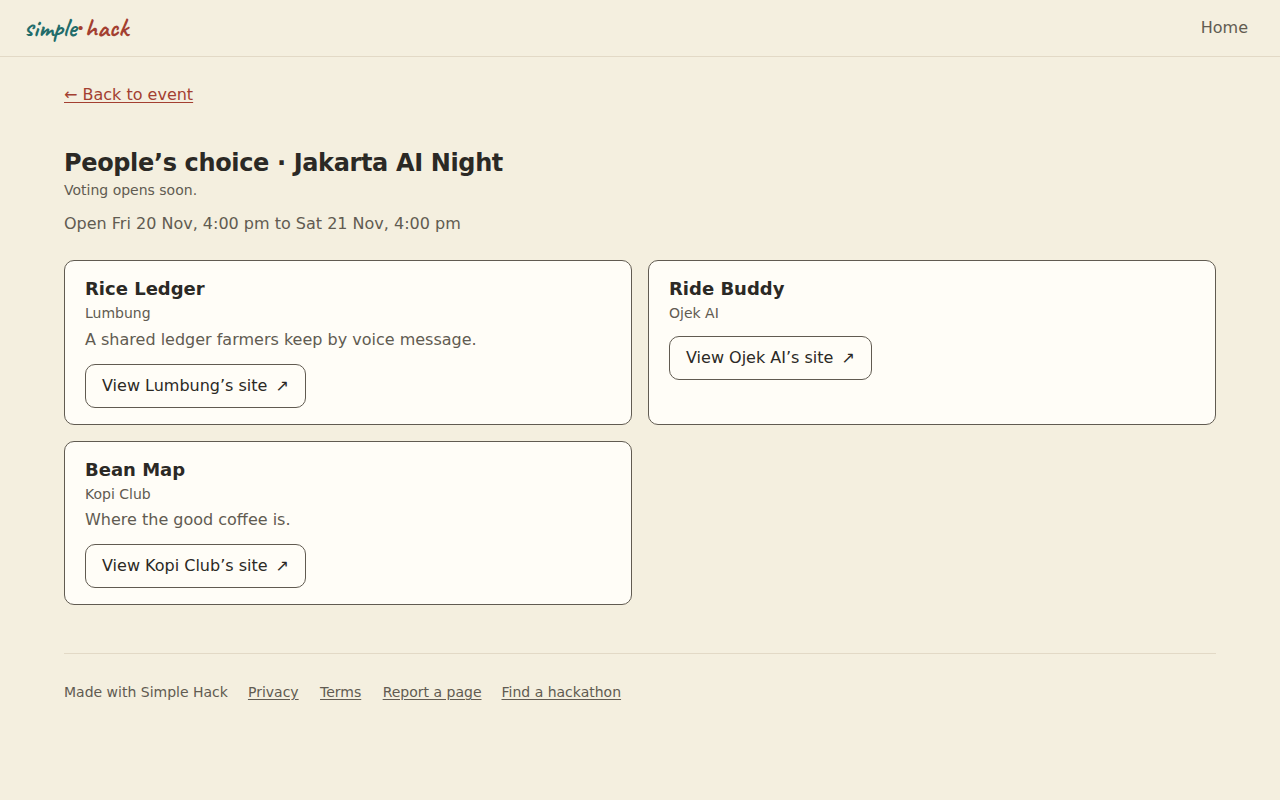 simple·hack
Home
← Back to event
People’s choice · Jakarta AI Night
Voting opens soon.
Open Fri 20 Nov, 4:00 pm to Sat 21 Nov, 4:00 pm
Rice Ledger
Lumbung
A shared ledger farmers keep by voice message.
View Lumbung’s site ↗
Ride Buddy
Ojek AI
View Ojek AI’s site ↗
Bean Map
Kopi Club
Where the good coffee is.
View Kopi Club’s site ↗
Made with Simple Hack Privacy Terms Report a page Find a hackathon